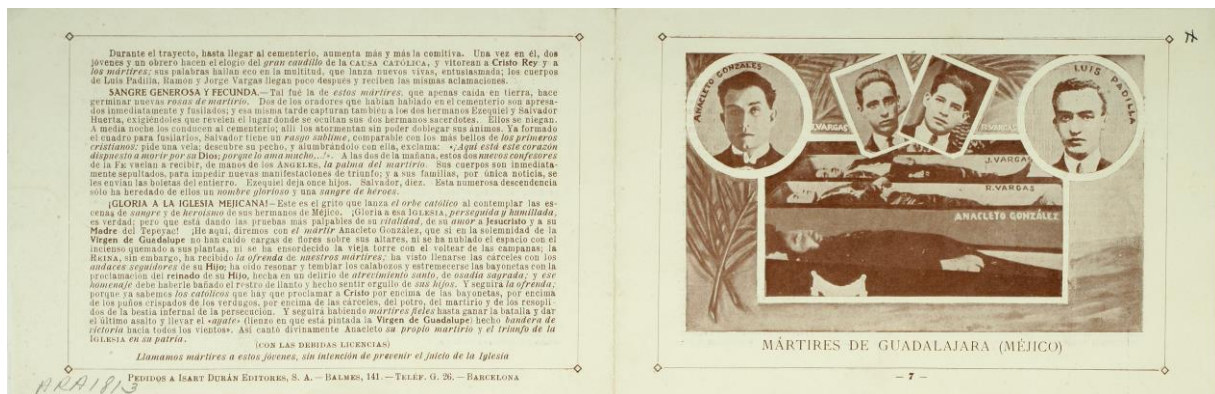 Durante el trayecto, hasta llegar al cementerio, aumenta más y más la comitiva. Una vez en él, dos
jóvenes y un obrero hacen el elogio del gran caudillo de la CAUSA CATÓLICA, y vitorean a Cristo Rey y a
los mártires; sus palabras hallan eco en la multitud, que lanza nuevos vivas, entusiasmada; los cuerpos
de Luis Padilla, Ramón y Jorge Vargas llegan poco después y reciben las mismas aclamaciones.
SANGRE GENEROSA Y FECUNDA.—Tal fué la de estos mártires, que apenas caída en tierra, hace
germinar nuevas rosas de martirio. Dos de los oradores que habían hablado en el cementerio son apresa-
dos inmediatamente y fusilados; y esa misma tarde capturan también a los dos hermanos Ezequiel y Salvador
Huerta, exigiéndoles que revelen el lugar donde se ocultan sus dos hermanos sacerdotes. Ellos se niegan.
A media noche los conducen al cementerio; allí los atormentan sin poder doblegar sus ánimos. Ya formado
el cuadro para fusilarlos, Salvador tiene un rasgo sublime, comparable con los más bellos de los primeros
cristianos: pide una vela; descubre su pecho, y alumbrándolo con ella, exclama: «¡Aquí está este corazón
dispuesto a morir por su Dios; porque lo ama mucho...!». A las dos de la mañana, estos dos nuevos confesores
de la FE vuelan a recibir, de manos de los ANGELES, la palma del martirio. Sus cuerpos son inmediata-
mente sepultados, para impedir nuevas manifestaciones de triunfo; y a sus familias, por única noticia, se
les envían las boletas del entierro. Ezequiel deja once hijos. Salvador, diez. Esta numerosa descendencia
sólo ha heredado de ellos un nombre glorioso y una sangre de héroes.
¡GLORIA A LA IGLESIA MEJICANA!—Este es el grito que lanza el orbe católico al contemplar las es-
cenas de sangre y de heroísmo de sus hermanos de Méjico. ¡Gloria a esa IGLESIA, perseguida y humillada,
es verdad; pero que está dando las pruebas más palpables de su vitalidad, de su amor a Jesucristo y a su
Madre del Tepeyac! ¡He aquí, diremos con el mártir Anacleto González, que si en la solemnidad de la
Virgen de Guadalupe no han caído cargas de flores sobre sus altares, ni se ha nublado el espacio con el
incienso quemado a sus plantas, ni se ha ensordecido la vieja torre con el voltear de las campanas; la
REINA, sin embargo, ha recibido la ofrenda de nuestros mártires; ha visto llenarse las cárceles con los
audaces seguidores de su Hijo; ha oído resonar y temblar los calabozos y estremecerse las bayonetas con la
proclamación del reinado de su Hijo, hecha en un delirio de atrevimiento santo, de osadía sagrada; y ese
homenaje debe haberle bañado el rostro de llanto y hecho sentir orgullo de sus hijos. Y seguirá la ofrenda;
porque ya sabemos los católicos que hay que proclamar a Cristo por encima de las bayonetas, por encima
de los puños crispados de los verdugos, por encima de las cárceles, del potro, del martirio y de los resopli-
dos de la bestia infernal de la persecución. Y seguirá habiendo mártires fieles hasta ganar la batalla y dar
el último asalto y llevar el «ayate» (lienzo en que está pintada la Virgen de Guadalupe) hecho bandera de
victoria hacia todos los vientos». Así cantó divinamente Anacleto su propio martirio y el triunfo de la
IGLESIA en su patria.
(CON LAS DEBIDAS LICENCIAS)
Llamamos mártires a estos jóvenes, sin intención de prevenir el juicio de la Iglesia
PEDIDOS A ISART DURÁN EDITORES, S. A. — BALMES, 141. — TELÉF. G. 26. — BARCELONA
ARA1813
ANACLETO GONZALES
J.VARGAS
R.VARGAS
LUIS PADILLA
J. VARGAS
R. VARGAS
ANACLETO GONZÁLEZ
MÁRTIRES DE GUADALAJARA (MÉJICO)
— 7 —